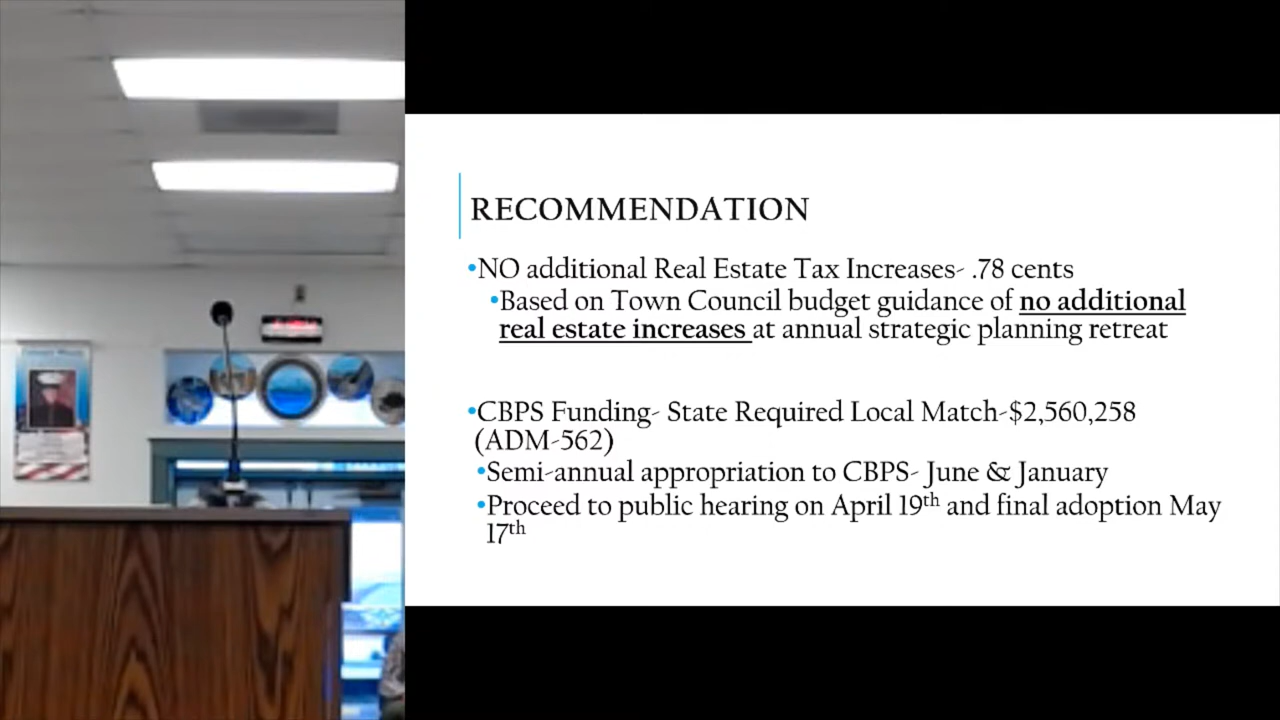 RECOMMENDATION
•NO additional Real Estate Tax Increases- .78 cents
•Based on Town Council budget guidance of no additional
real estate increases at annual strategic planning retreat
•CBPS Funding- State Required Local Match-$2,560,258
(ADM-562)
•Semi-annual appropriation to CBPS- June & January
•Proceed to public hearing on April 19th and final adoption May
17th